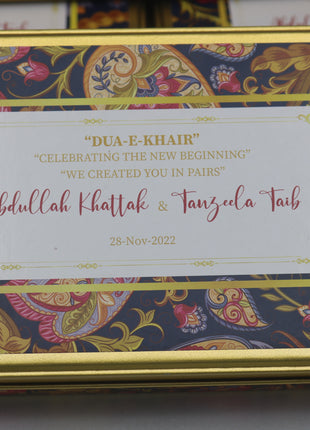 “DUA-E-KHAIR”
“CELEBRATING THE NEW BEGINNING”
“WE CREATED YOU IN PAIRS”
bdullah Khattak & Tanzeela Taib
28-Nov-2022